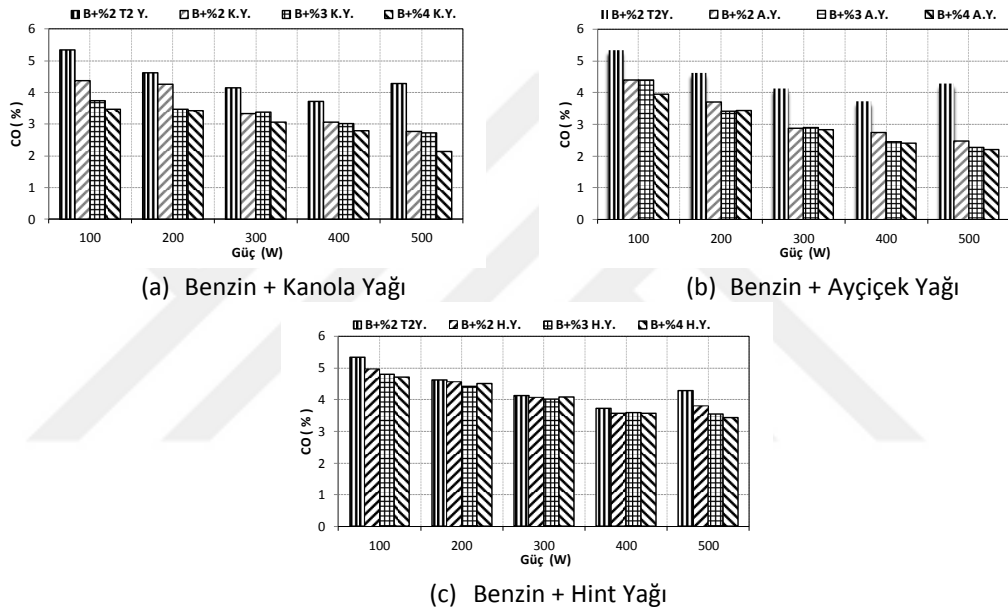 B+%2 T2 Y. B+%2 K.Y. B+%3 K.Y. B+%4 K.Y.
6
5
4
3
2
1
0
CO ( % )
100 200 300 400 500
Güç (W)
(a) Benzin + Kanola Yağı
B+%2 T2Y. B+%2 A.Y. B+%3 A.Y. B+%4 A.Y.
6
5
4
3
2
1
0
CO ( % )
100 200 300 400 500
Güç (W)
(b) Benzin + Ayçiçek Yağı
B+%2 T2Y. B+%2 H.Y. B+%3 H.Y. B+%4 H.Y.
6
5
4
3
2
1
0
CO ( % )
100 200 300 400 500
Güç (W)
(c) Benzin + Hint Yağı